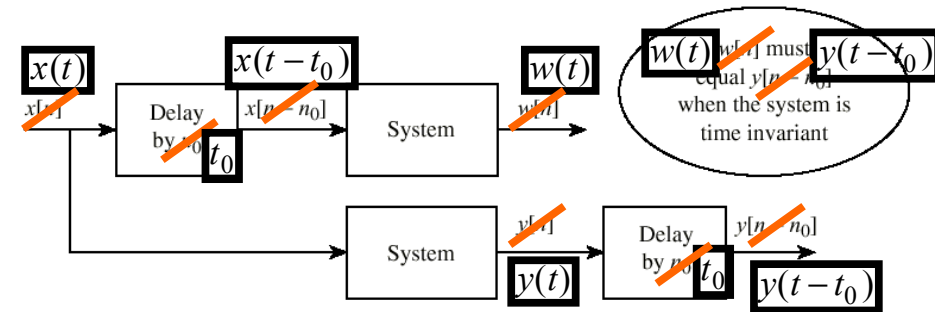 x(t)
x[n]
Delay
by n₀
t₀
x(t − t₀)
x[n − n₀]
System
w(t)
w[n]
w(t) w[n] must y(t − t₀)
equal y[n − n₀]
when the system is
time invariant
System
y[n]
y(t)
Delay
by n₀
t₀
y[n − n₀]
y(t − t₀)